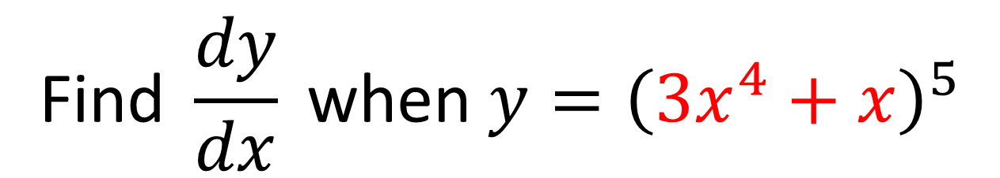 Find dy/dx when y = (3x⁴ + x)⁵